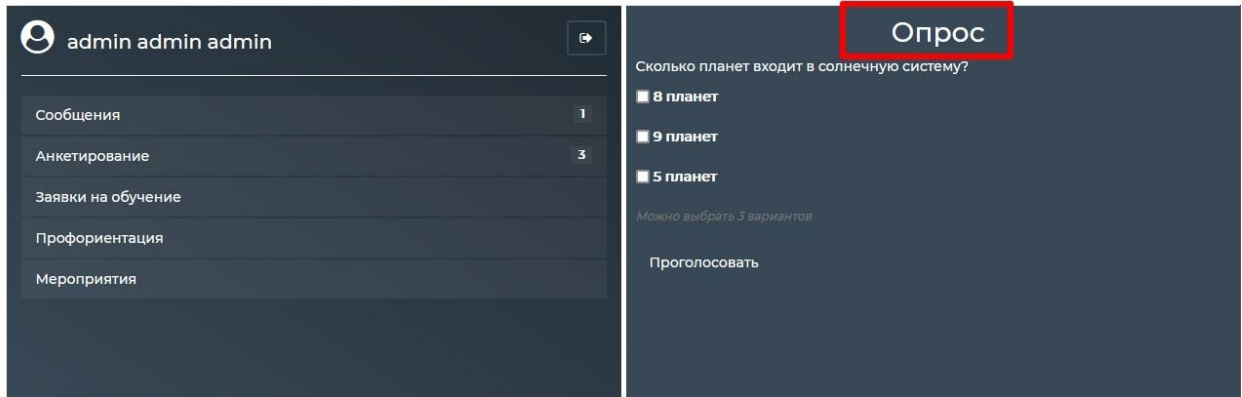 admin admin admin
Сообщения 1
Анкетирование 3
Заявки на обучение
Профориентация
Мероприятия
Опрос
Сколько планет входит в солнечную систему?
8 планет
9 планет
5 планет
Можно выбрать 3 вариантов
Проголосовать